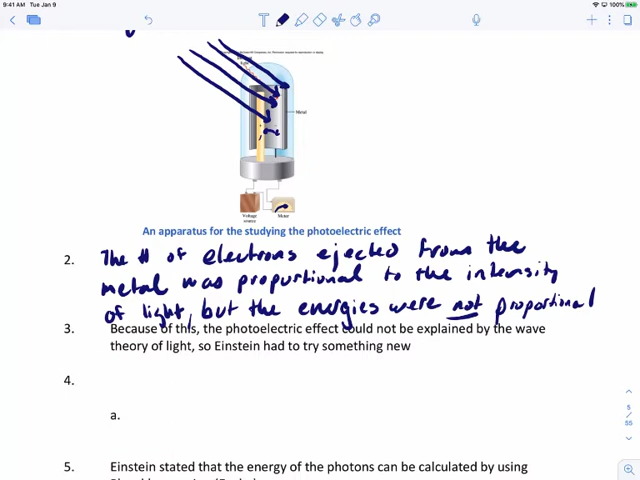 9:41 AM Tue Jan 9
100%
Metal
Voltage
source
Meter
An apparatus for the studying the photoelectric effect
2. The # of electrons ejected from the
metal was proportional to the intensity
of light, but the energies were not proportional
3. Because of this, the photoelectric effect could not be explained by the wave
theory of light, so Einstein had to try something new
4.
a.
5. Einstein stated that the energy of the photons can be calculated by using
5
/
55